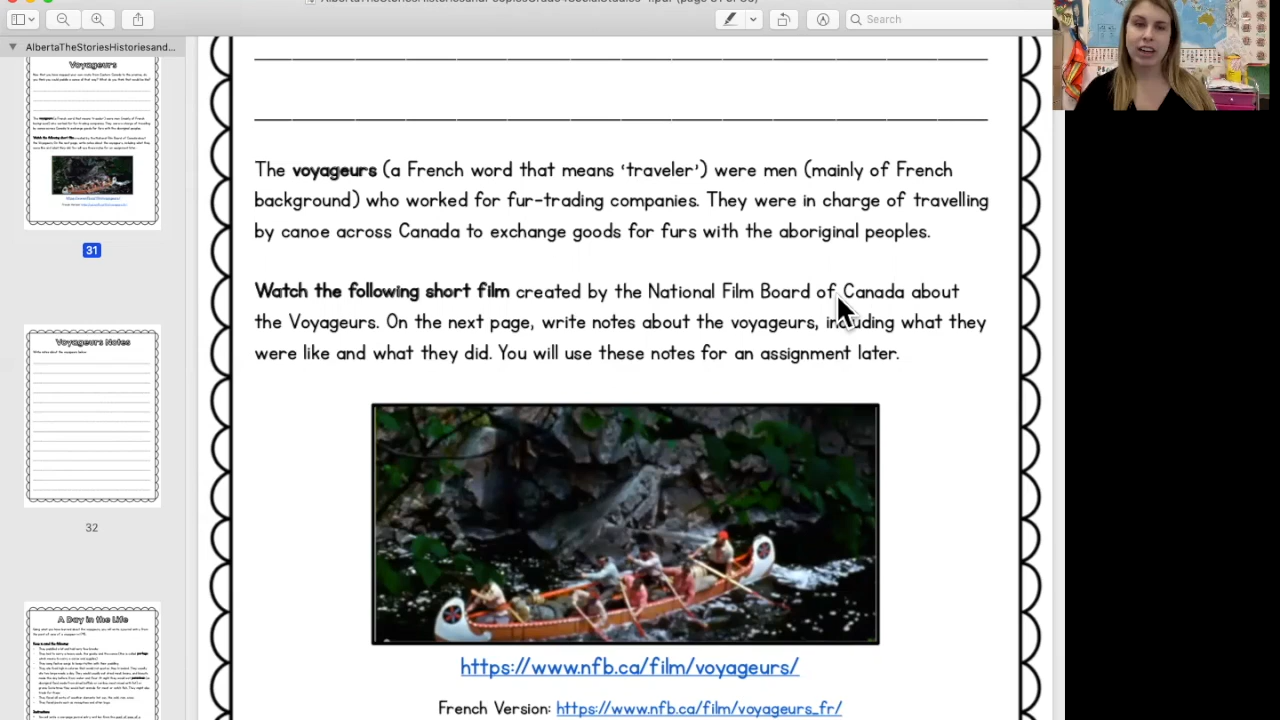 AlbertaTheStoriesHistoriesand...
Search
Voyageurs
31
Voyageurs Notes
32
A Day in the Life
The voyageurs (a French word that means ‘traveler’) were men (mainly of French
background) who worked for fur-trading companies. They were in charge of travelling
by canoe across Canada to exchange goods for furs with the aboriginal peoples.
Watch the following short film created by the National Film Board of Canada about
the Voyageurs. On the next page, write notes about the voyageurs, including what they
were like and what they did. You will use these notes for an assignment later.
https://www.nfb.ca/film/voyageurs/
French Version: https://www.nfb.ca/film/voyageurs_fr/